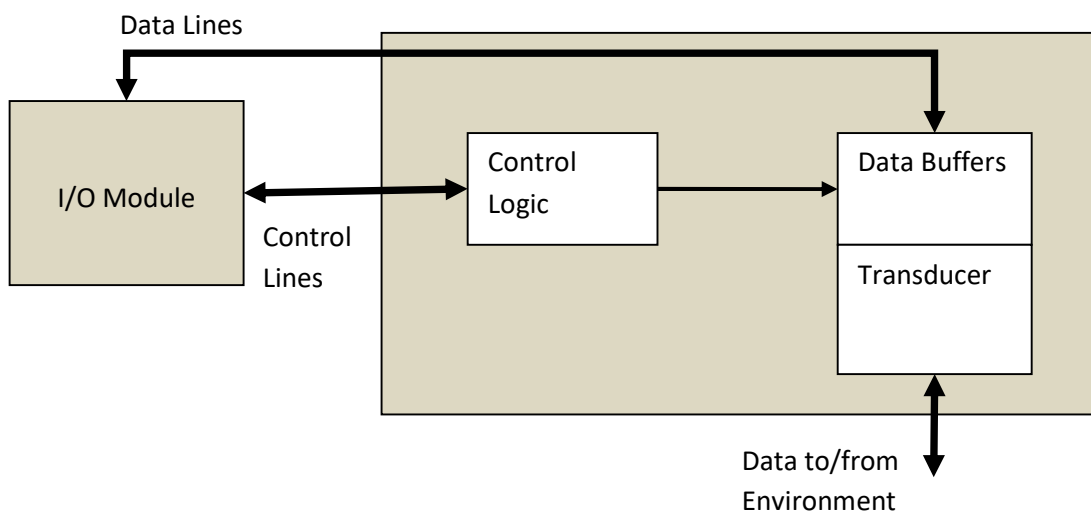 Data Lines
I/O Module
Control
Lines
Control
Logic
Data Buffers
Transducer
Data to/from
Environment